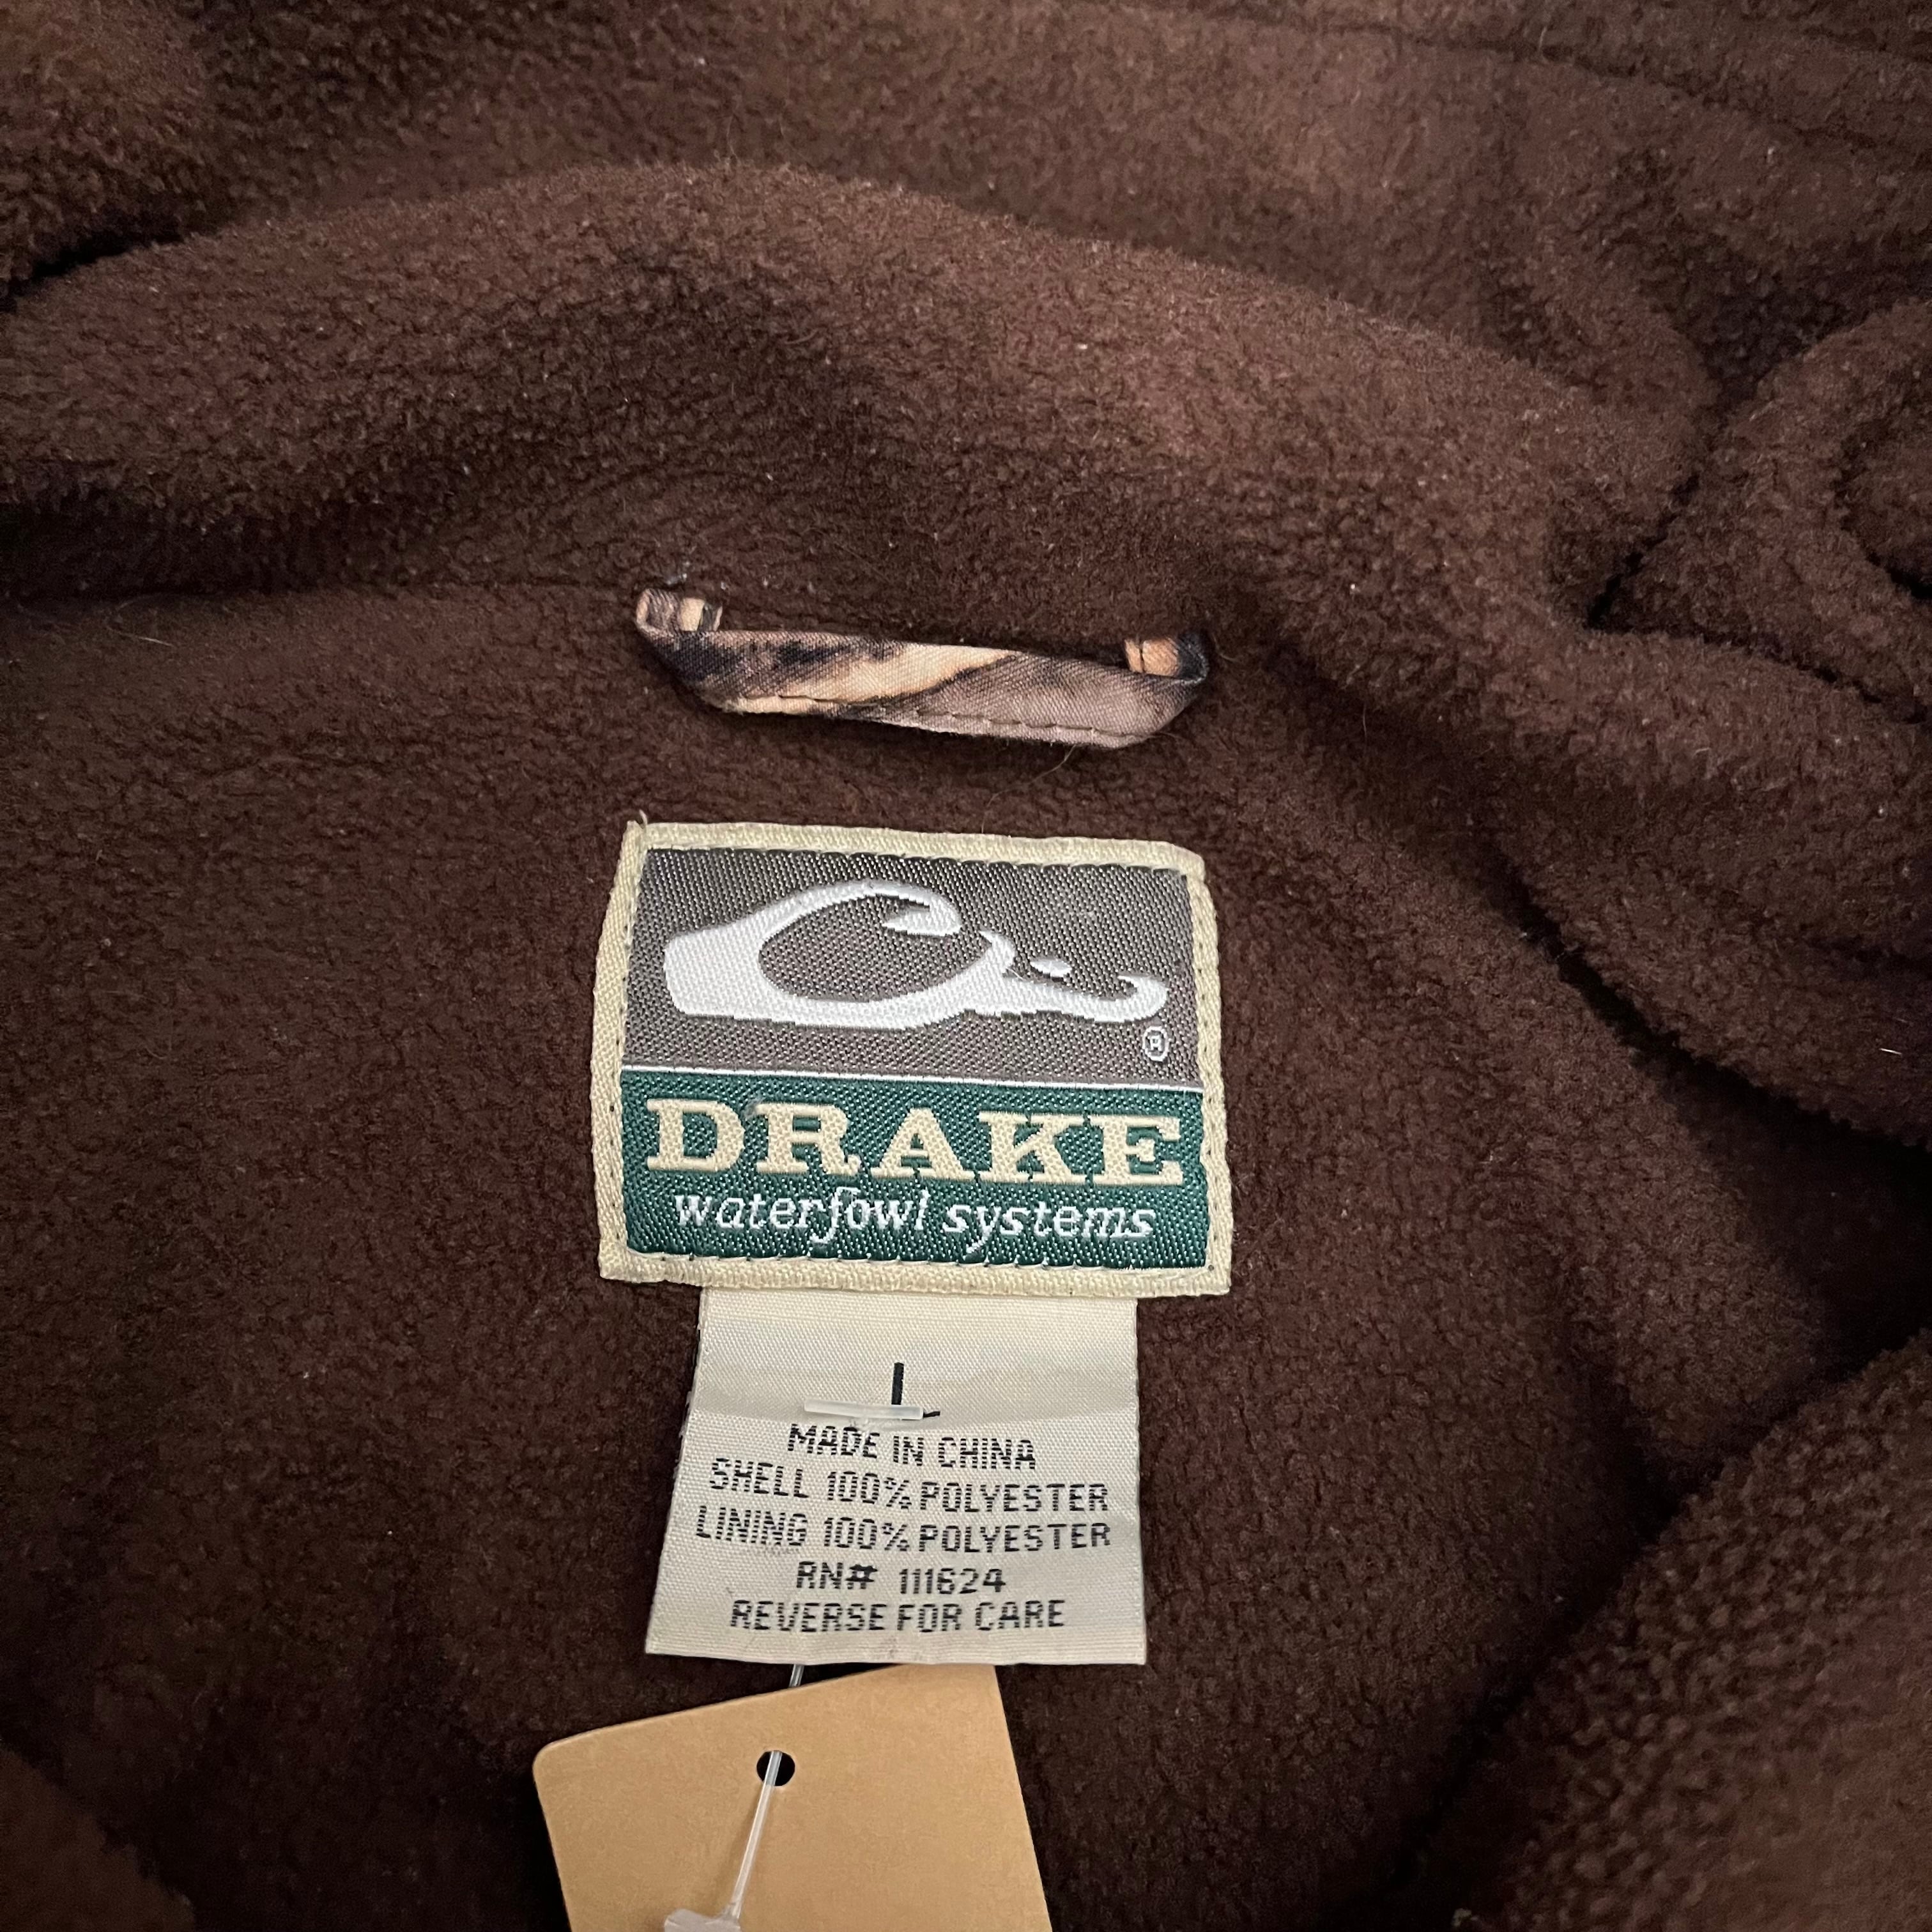 ®
DRAKE
waterfowl systems
L
MADE IN CHINA
SHELL 100% POLYESTER
LINING 100% POLYESTER
RN# 111624
REVERSE FOR CARE